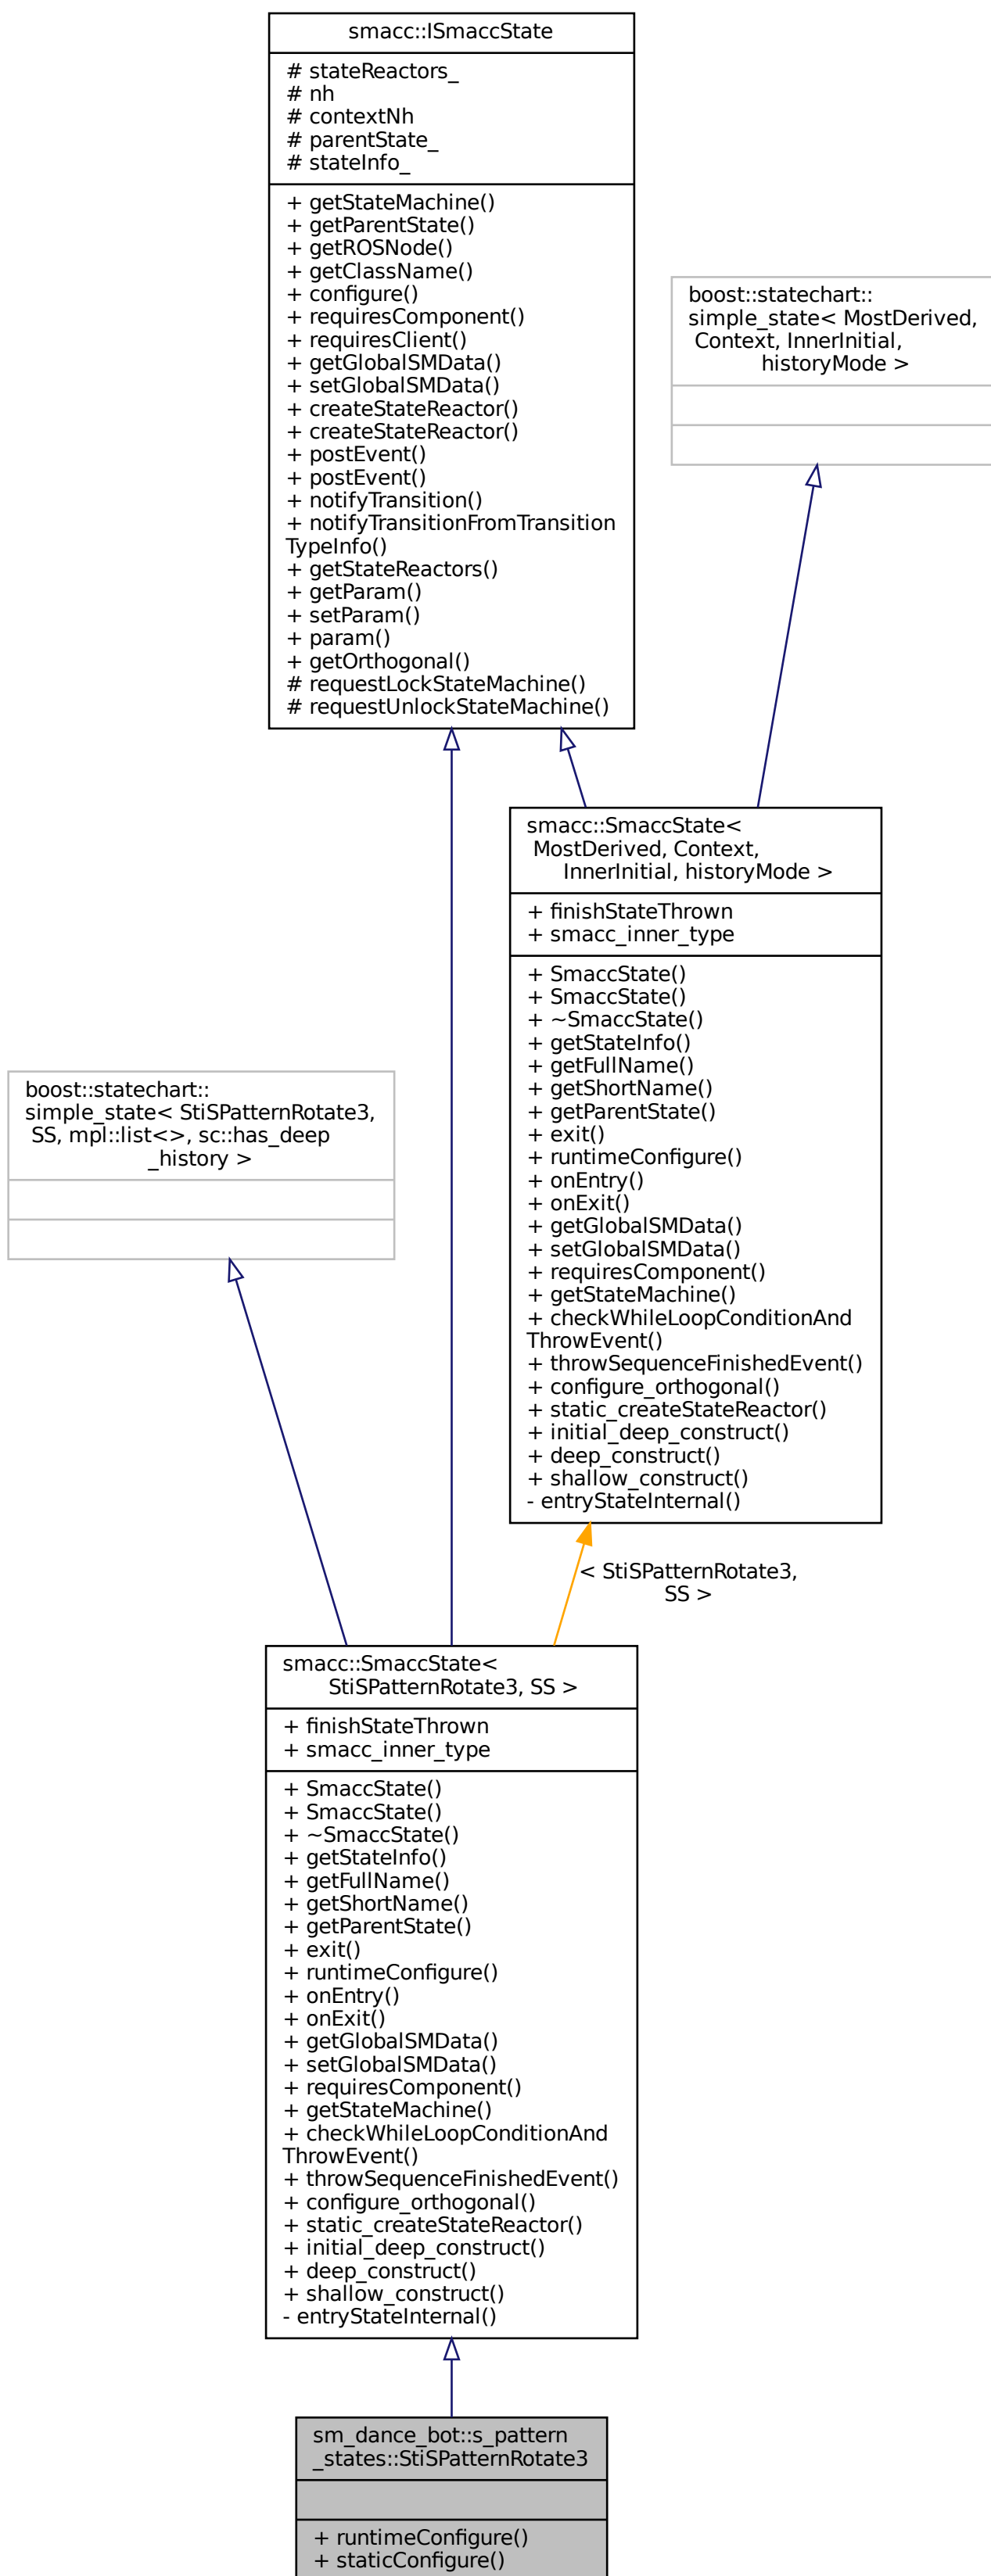 smacc::ISmaccState
# stateReactors_
# nh
# contextNh
# parentState_
# stateInfo_
+ getStateMachine()
+ getParentState()
+ getROSNode()
+ getClassName()
+ configure()
+ requiresComponent()
+ requiresClient()
+ getGlobalSMData()
+ setGlobalSMData()
+ createStateReactor()
+ createStateReactor()
+ postEvent()
+ postEvent()
+ notifyTransition()
+ notifyTransitionFromTransition
TypeInfo()
+ getStateReactors()
+ getParam()
+ setParam()
+ param()
+ getOrthogonal()
# requestLockStateMachine()
# requestUnlockStateMachine()
boost::statechart::
simple_state< MostDerived,
Context, InnerInitial,
historyMode >
smacc::SmaccState<
MostDerived, Context,
InnerInitial, historyMode >
+ finishStateThrown
+ smacc_inner_type
+ SmaccState()
+ SmaccState()
+ ~SmaccState()
+ getStateInfo()
+ getFullName()
+ getShortName()
+ getParentState()
+ exit()
+ runtimeConfigure()
+ onEntry()
+ onExit()
+ getGlobalSMData()
+ setGlobalSMData()
+ requiresComponent()
+ getStateMachine()
+ checkWhileLoopConditionAnd
ThrowEvent()
+ throwSequenceFinishedEvent()
+ configure_orthogonal()
+ static_createStateReactor()
+ initial_deep_construct()
+ deep_construct()
+ shallow_construct()
- entryStateInternal()
boost::statechart::
simple_state< StiSPatternRotate3,
SS, mpl::list<>, sc::has_deep
_history >
< StiSPatternRotate3,
SS >
smacc::SmaccState<
StiSPatternRotate3, SS >
+ finishStateThrown
+ smacc_inner_type
+ SmaccState()
+ SmaccState()
+ ~SmaccState()
+ getStateInfo()
+ getFullName()
+ getShortName()
+ getParentState()
+ exit()
+ runtimeConfigure()
+ onEntry()
+ onExit()
+ getGlobalSMData()
+ setGlobalSMData()
+ requiresComponent()
+ getStateMachine()
+ checkWhileLoopConditionAnd
ThrowEvent()
+ throwSequenceFinishedEvent()
+ configure_orthogonal()
+ static_createStateReactor()
+ initial_deep_construct()
+ deep_construct()
+ shallow_construct()
- entryStateInternal()
sm_dance_bot::s_pattern
_states::StiSPatternRotate3
+ runtimeConfigure()
+ staticConfigure()